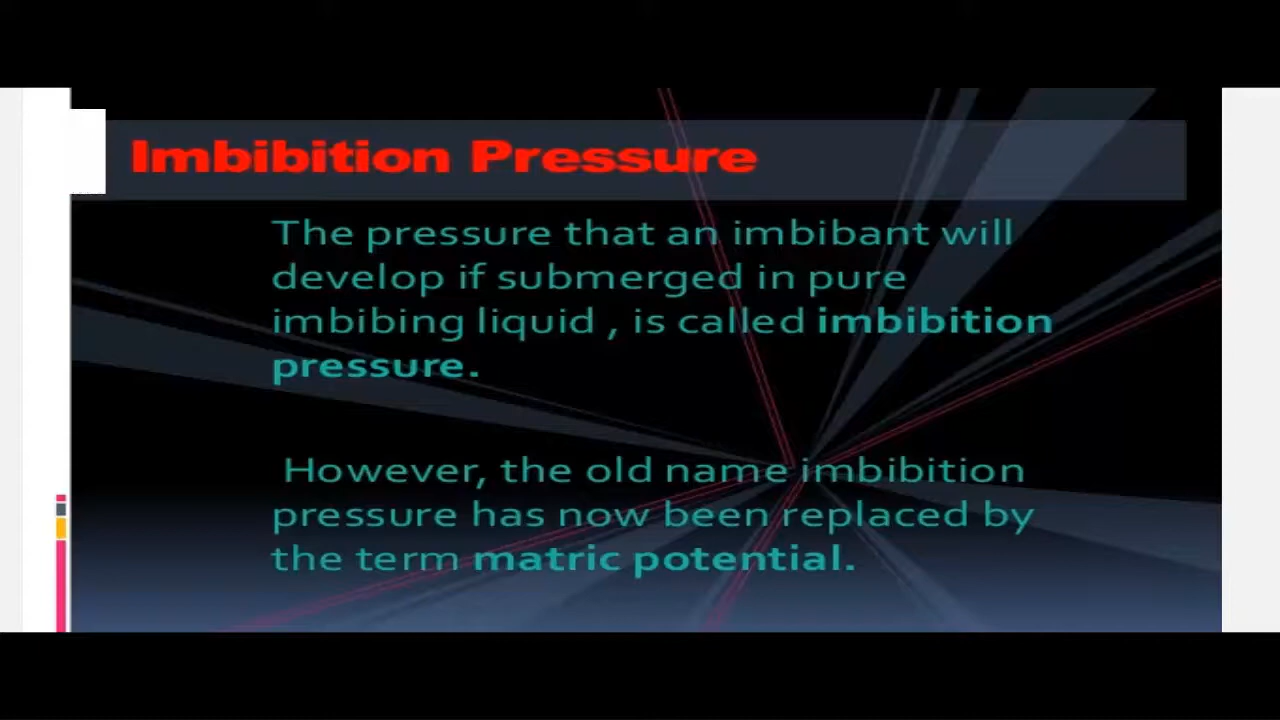 Imbibition Pressure
The pressure that an imbibant will
develop if submerged in pure
imbibing liquid , is called imbibition
pressure.
However, the old name imbibition
pressure has now been replaced by
the term matric potential.